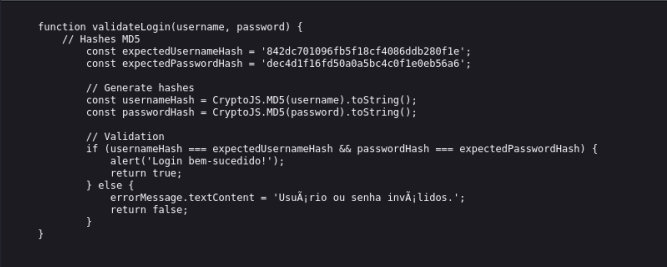 function validateLogin(username, password) {
// Hashes MD5
const expectedUsernameHash = '842dc701096fb5f18cf4086ddb280f1e';
const expectedPasswordHash = 'dec4d1f16fd50a0a5bc4c0f1e0eb56a6';
// Generate hashes
const usernameHash = CryptoJS.MD5(username).toString();
const passwordHash = CryptoJS.MD5(password).toString();
// Validation
if (usernameHash === expectedUsernameHash && passwordHash === expectedPasswordHash) {
alert('Login bem-sucedido!');
return true;
} else {
errorMessage.textContent = 'UsuÃ¡rio ou senha invÃ¡lidos.';
return false;
}
}